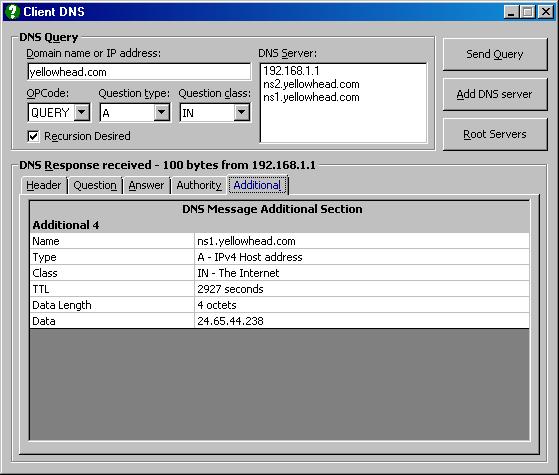 Client DNS
DNS Query
Domain name or IP address:
yellowhead.com
OPCode: Question type: Question class:
QUERY A IN
Recursion Desired
DNS Server:
192.168.1.1
ns2.yellowhead.com
ns1.yellowhead.com
Send Query
Add DNS server
Root Servers
DNS Response received - 100 bytes from 192.168.1.1
Header Question Answer Authority Additional
DNS Message Additional Section
Additional 4
Name ns1.yellowhead.com
Type A - IPv4 Host address
Class IN - The Internet
TTL 2927 seconds
Data Length 4 octets
Data 24.65.44.238